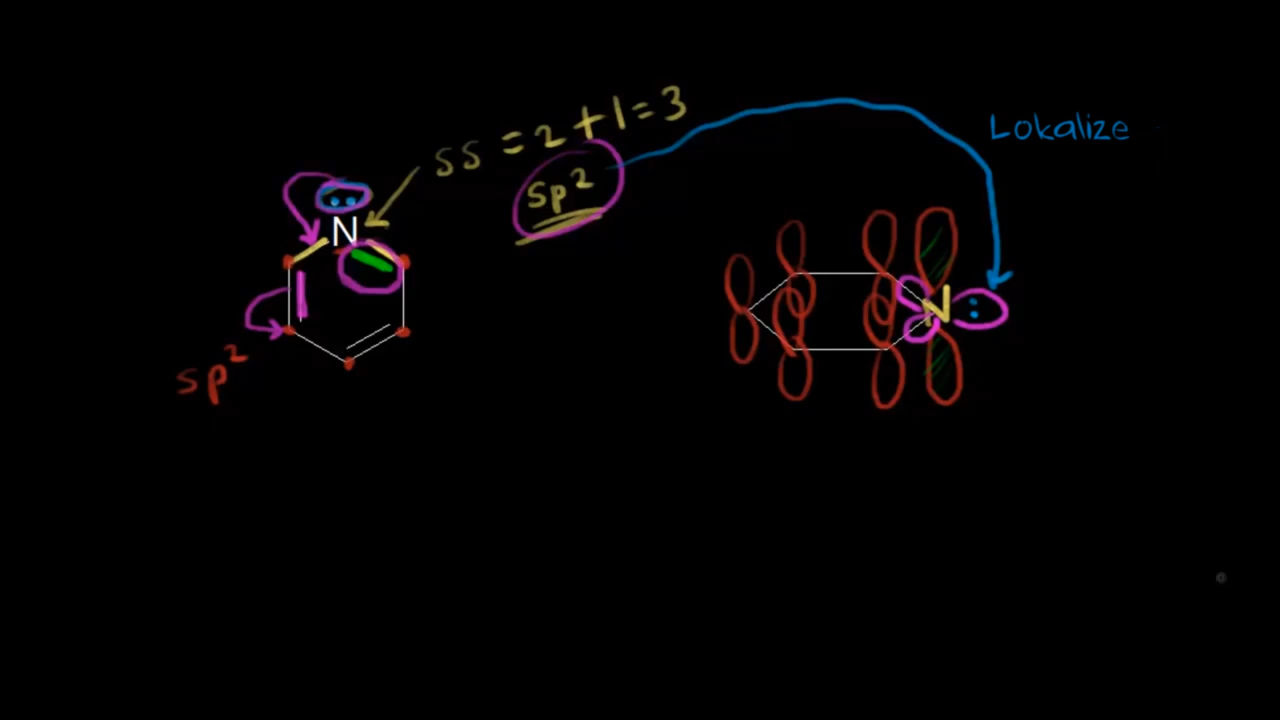 SS = 2 + 1 = 3
Lokalize
sp²
N
N
sp²